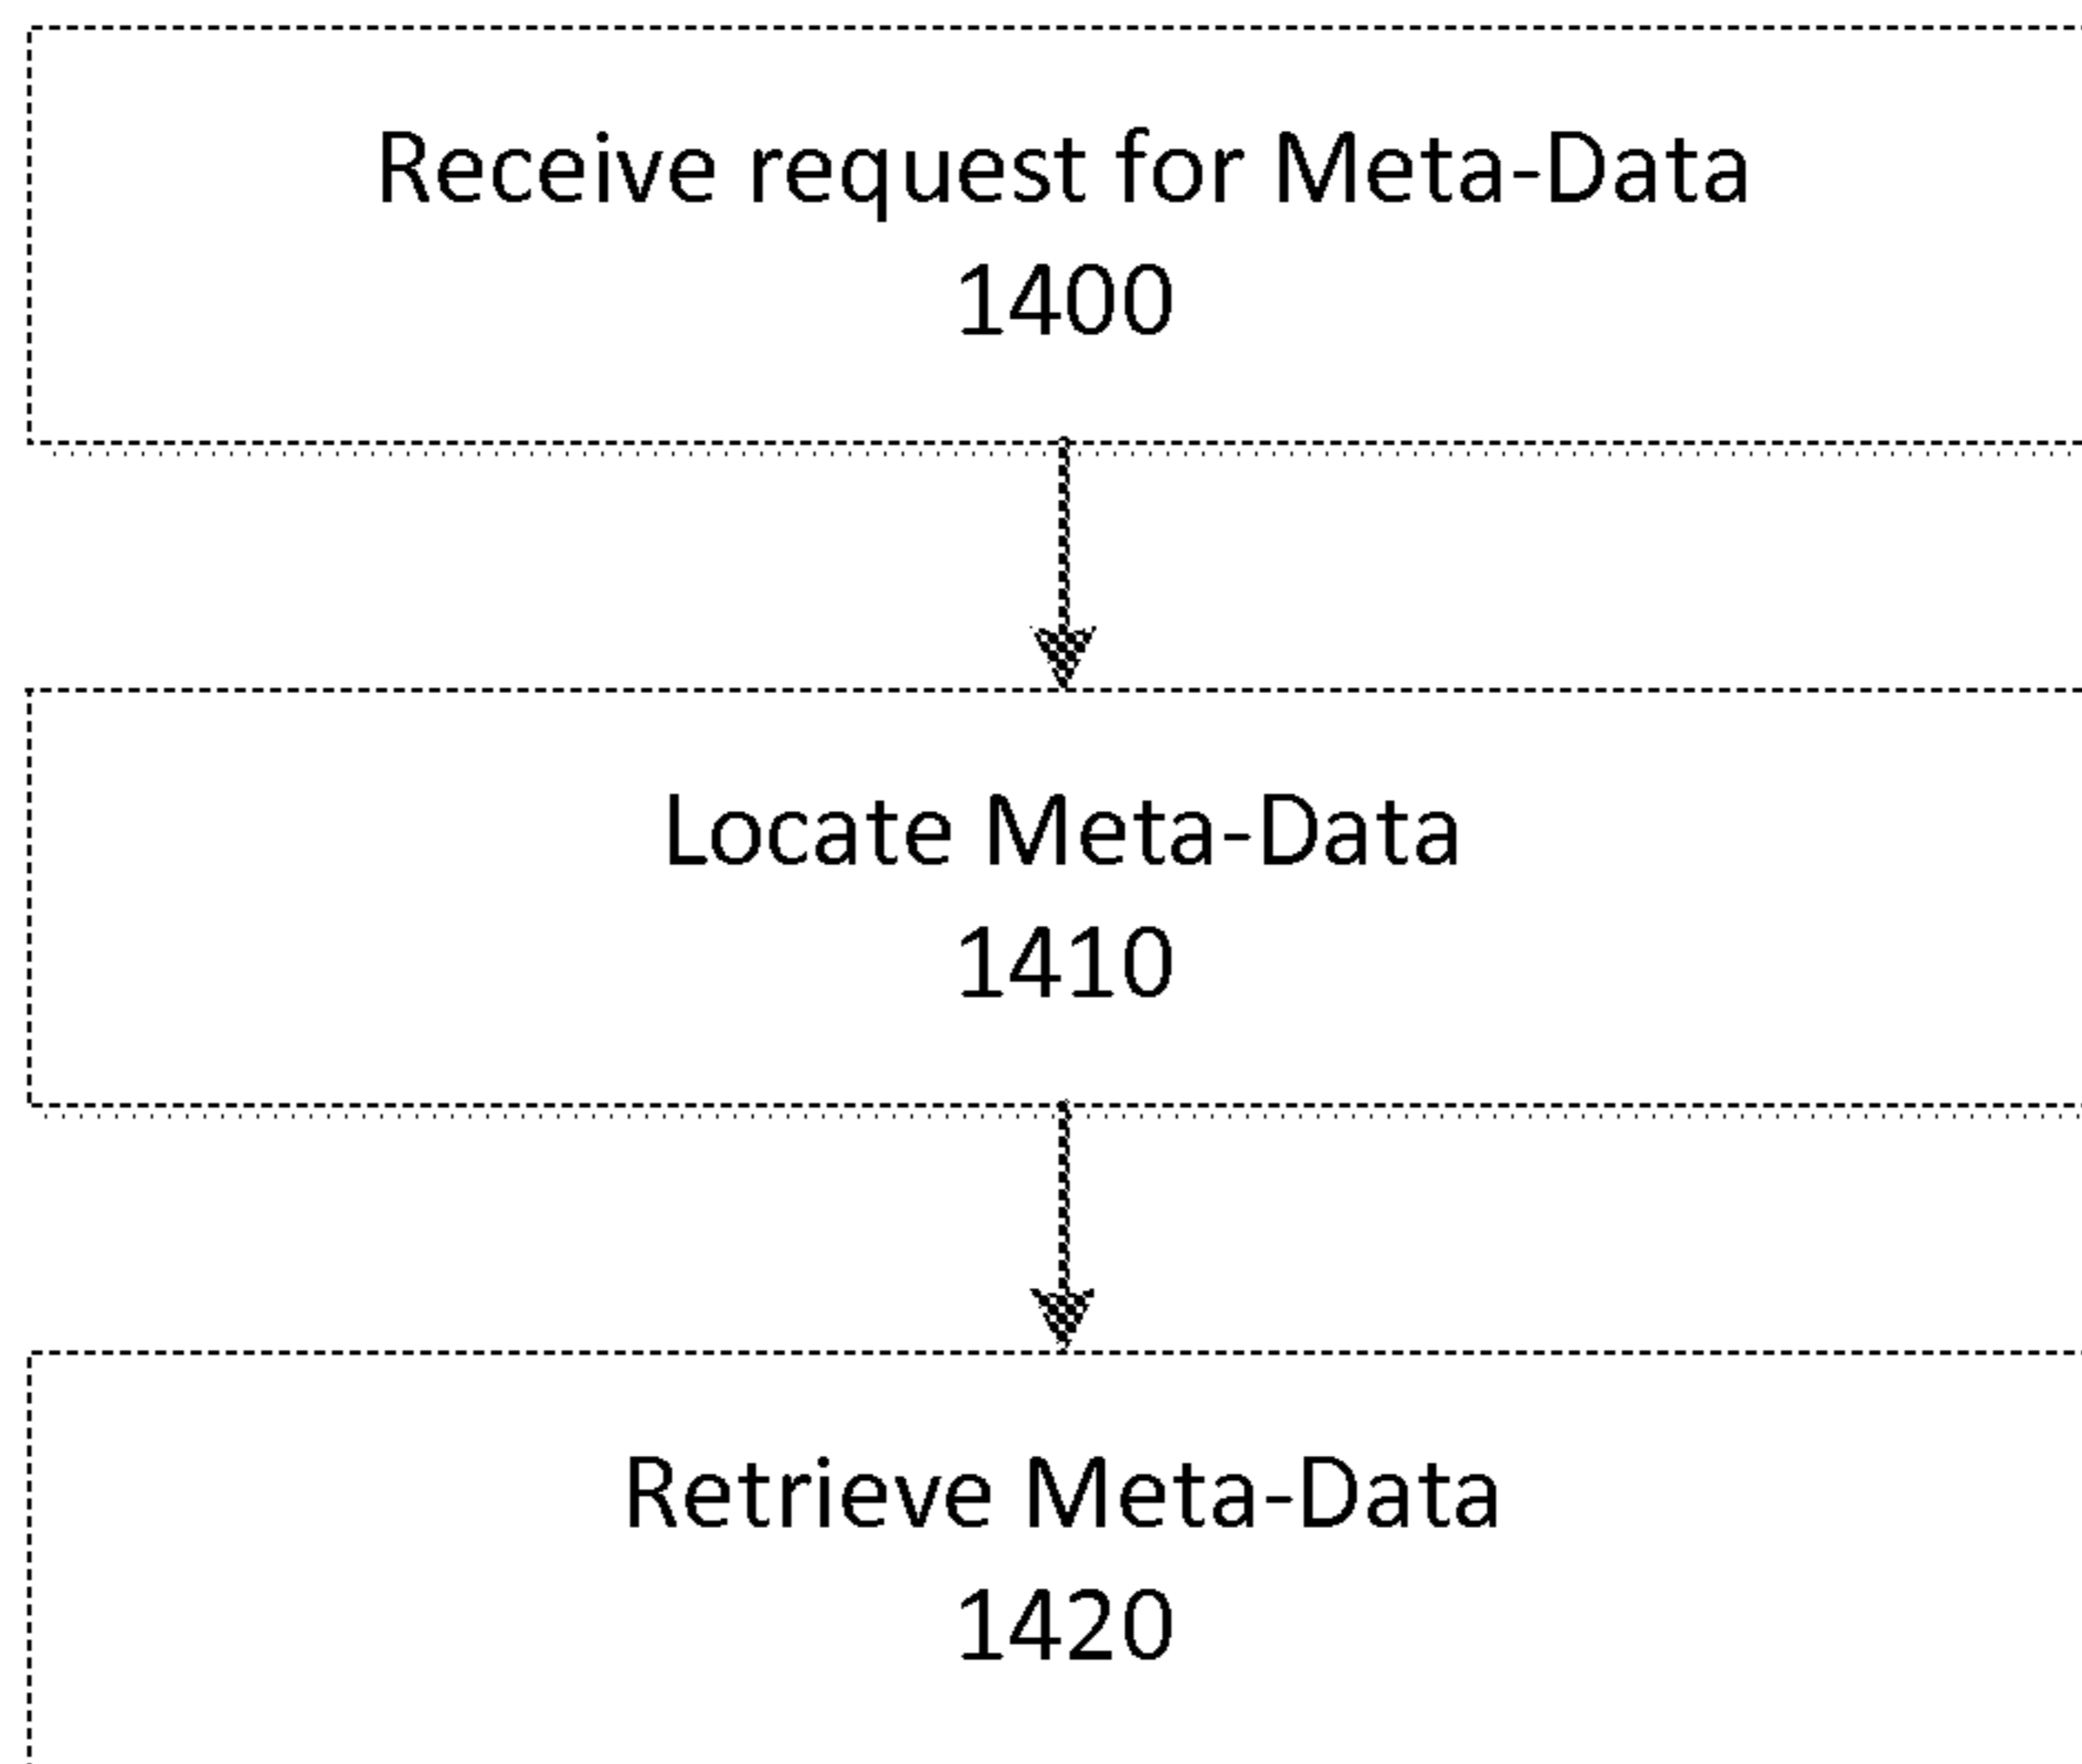 Receive request for Meta-Data
1400
Locate Meta-Data
1410
Retrieve Meta-Data
1420